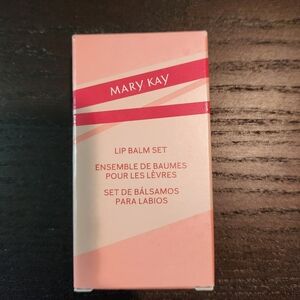 MARY KAY
LIP BALM SET
ENSEMBLE DE BAUMES
POUR LES LÈVRES
SET DE BÁLSAMOS
PARA LABIOS